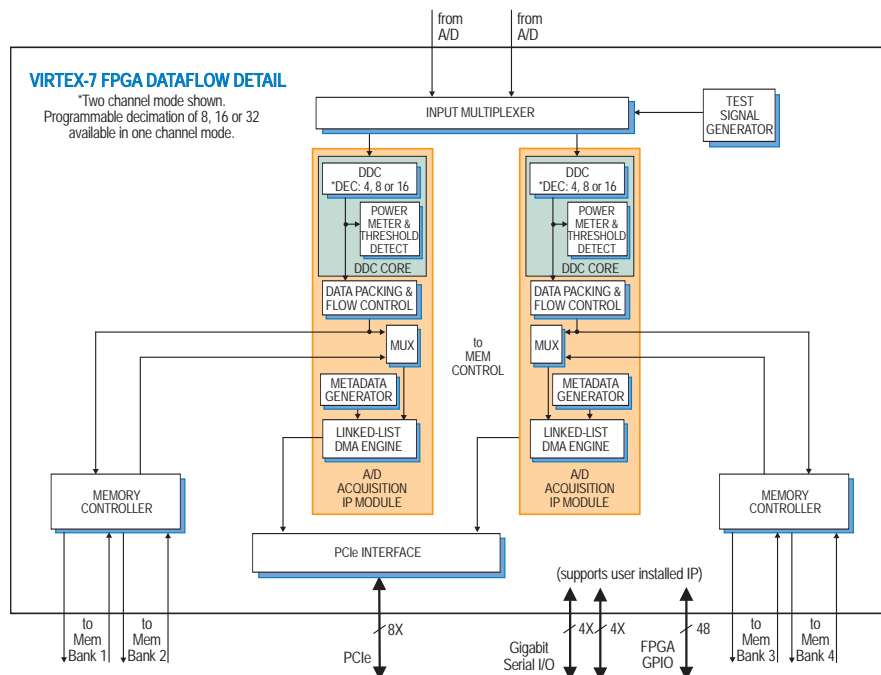 from
A/D
from
A/D
VIRTEX-7 FPGA DATAFLOW DETAIL
*Two channel mode shown.
Programmable decimation of 8, 16 or 32
available in one channel mode.
INPUT MULTIPLEXER
TEST
SIGNAL
GENERATOR
DDC
*DEC: 4, 8 or 16
POWER
METER &
THRESHOLD
DETECT
DDC CORE
DATA PACKING &
FLOW CONTROL
MUX
METADATA
GENERATOR
LINKED-LIST
DMA ENGINE
A/D
ACQUISITION
IP MODULE
to
MEM
CONTROL
DDC
*DEC: 4, 8 or 16
POWER
METER &
THRESHOLD
DETECT
DDC CORE
DATA PACKING &
FLOW CONTROL
MUX
METADATA
GENERATOR
LINKED-LIST
DMA ENGINE
A/D
ACQUISITION
IP MODULE
MEMORY
CONTROLLER
MEMORY
CONTROLLER
PCIe INTERFACE
(supports user installed IP)
to
Mem
Bank 1
to
Mem
Bank 2
8X
PCIe
4X
4X
Gigabit
Serial I/O
48
FPGA
GPIO
to
Mem
Bank 3
to
Mem
Bank 4